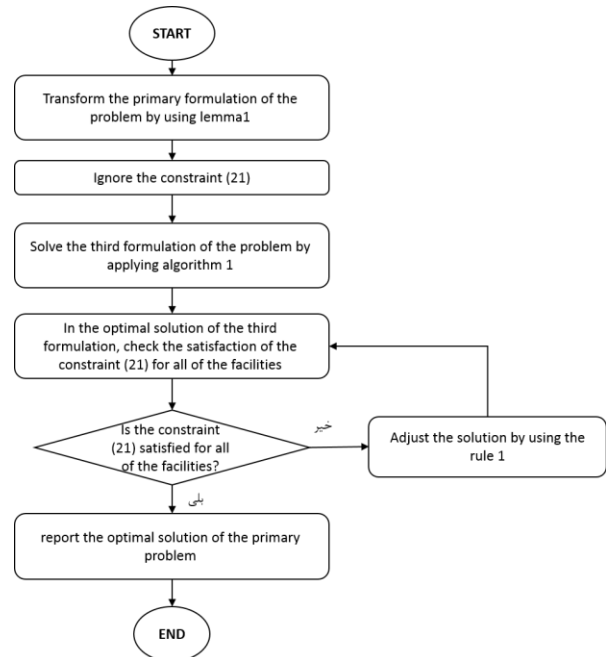 START
Transform the primary formulation of the
problem by using lemma1
Ignore the constraint (21)
Solve the third formulation of the problem by
applying algorithm 1
In the optimal solution of the third
formulation, check the satisfaction of the
constraint (21) for all of the facilities
Is the constraint
(21) satisfied for all
of the facilities?
خیر
Adjust the solution by using the
rule 1
بلی
report the optimal solution of the primary
problem
END